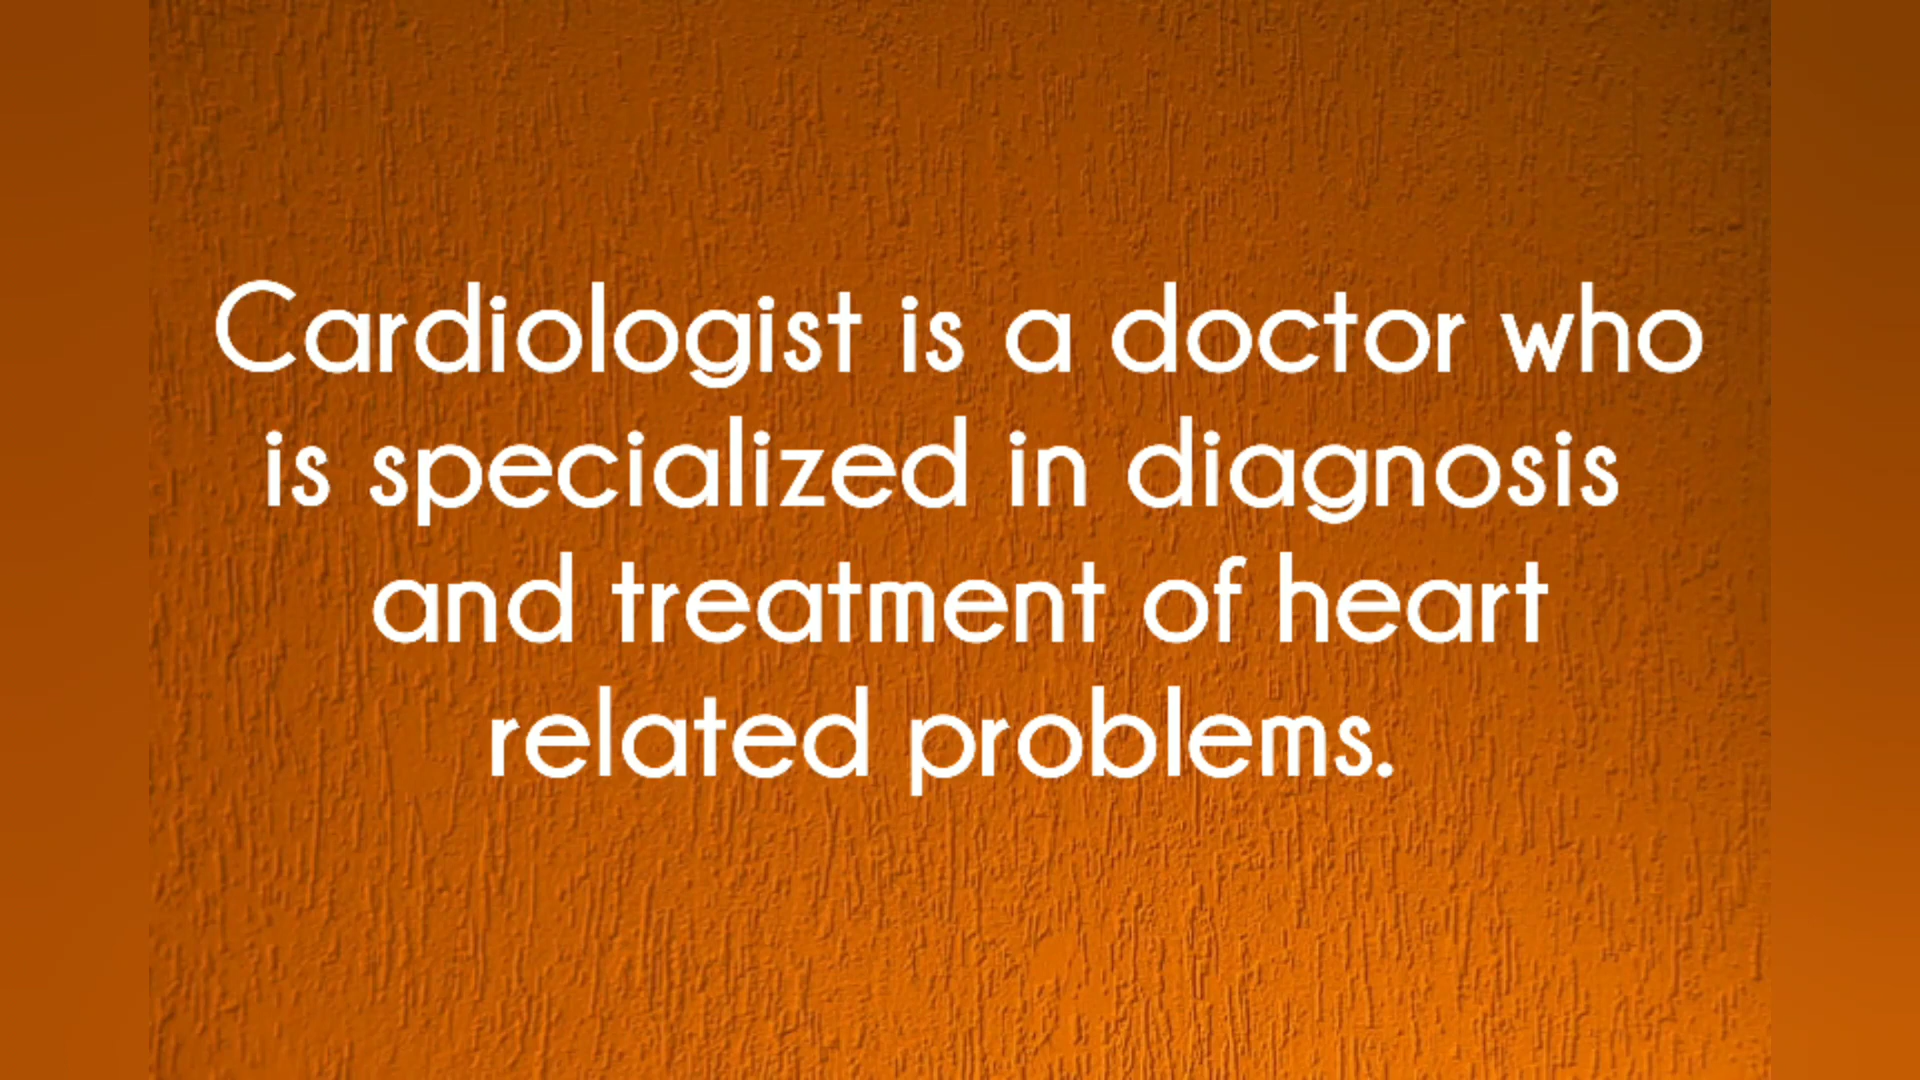 Cardiologist is a doctor who
is specialized in diagnosis
and treatment of heart
related problems.